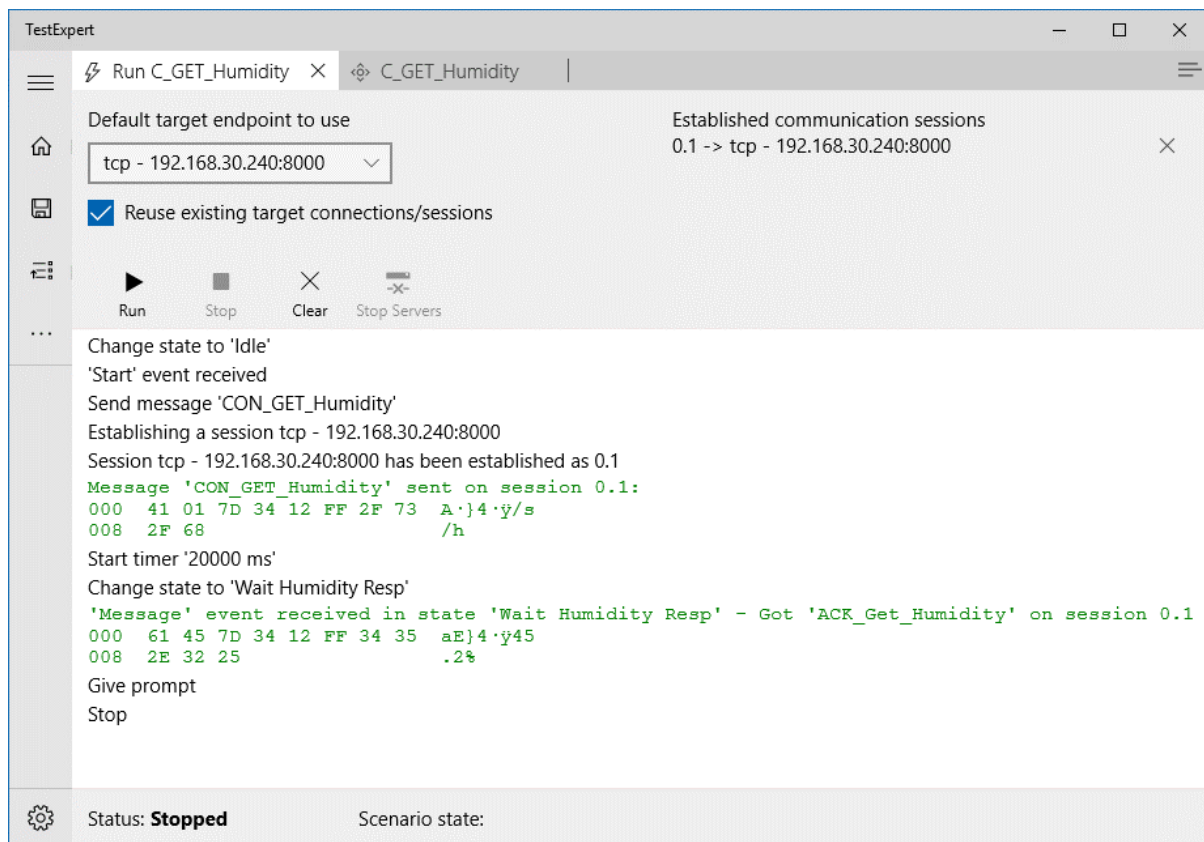 TestExpert
Run C_GET_Humidity
C_GET_Humidity
Default target endpoint to use
tcp - 192.168.30.240:8000
Established communication sessions
0.1 -> tcp - 192.168.30.240:8000
Reuse existing target connections/sessions
Run Stop Clear Stop Servers
Change state to 'Idle'
'Start' event received
Send message 'CON_GET_Humidity'
Establishing a session tcp - 192.168.30.240:8000
Session tcp - 192.168.30.240:8000 has been established as 0.1
Message 'CON_GET_Humidity' sent on session 0.1:
000  41 01 7D 34 12 FF 2F 73  A·}4·ÿ/s
008  2F 68                    /h
Start timer '20000 ms'
Change state to 'Wait Humidity Resp'
'Message' event received in state 'Wait Humidity Resp' - Got 'ACK_Get_Humidity' on session 0.1
000  61 45 7D 34 12 FF 34 35  aE}4·ÿ45
008  2E 32 25                 .2%
Give prompt
Stop
Status: Stopped
Scenario state: